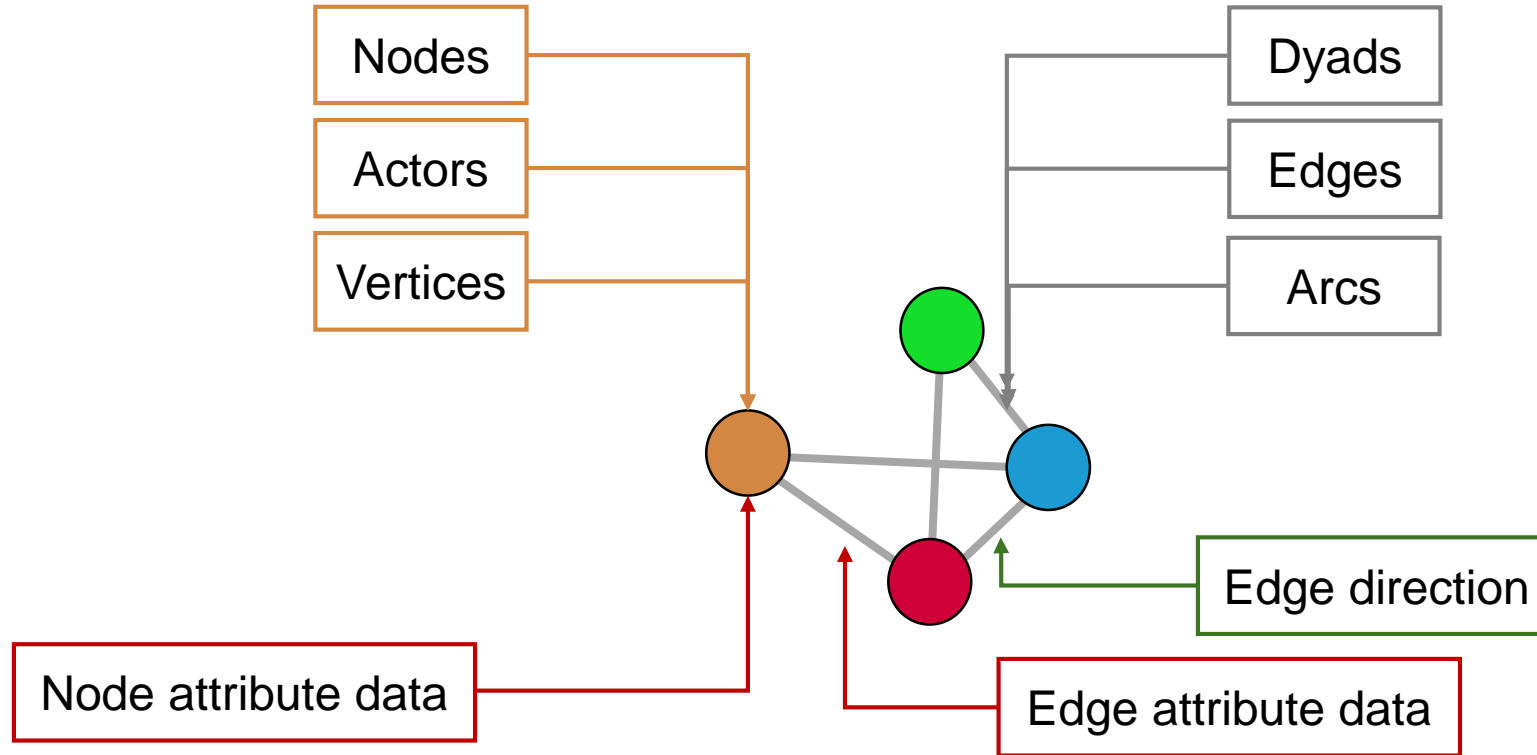 Nodes
Actors
Vertices
Dyads
Edges
Arcs
Edge direction
Node attribute data
Edge attribute data